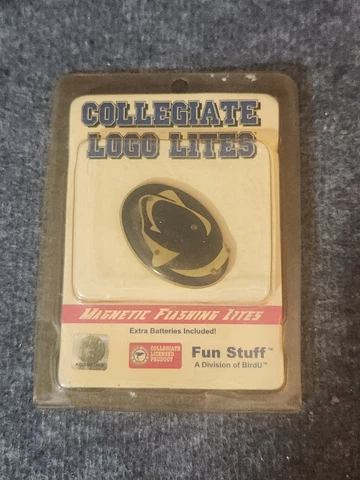 COLLEGIATE
LOGO LITES
MAGNETIC FLASHING LITES
Extra Batteries Included!
COLLEGIATE
LICENSED
PRODUCT
Fun Stuff™
A Division of BirdU™